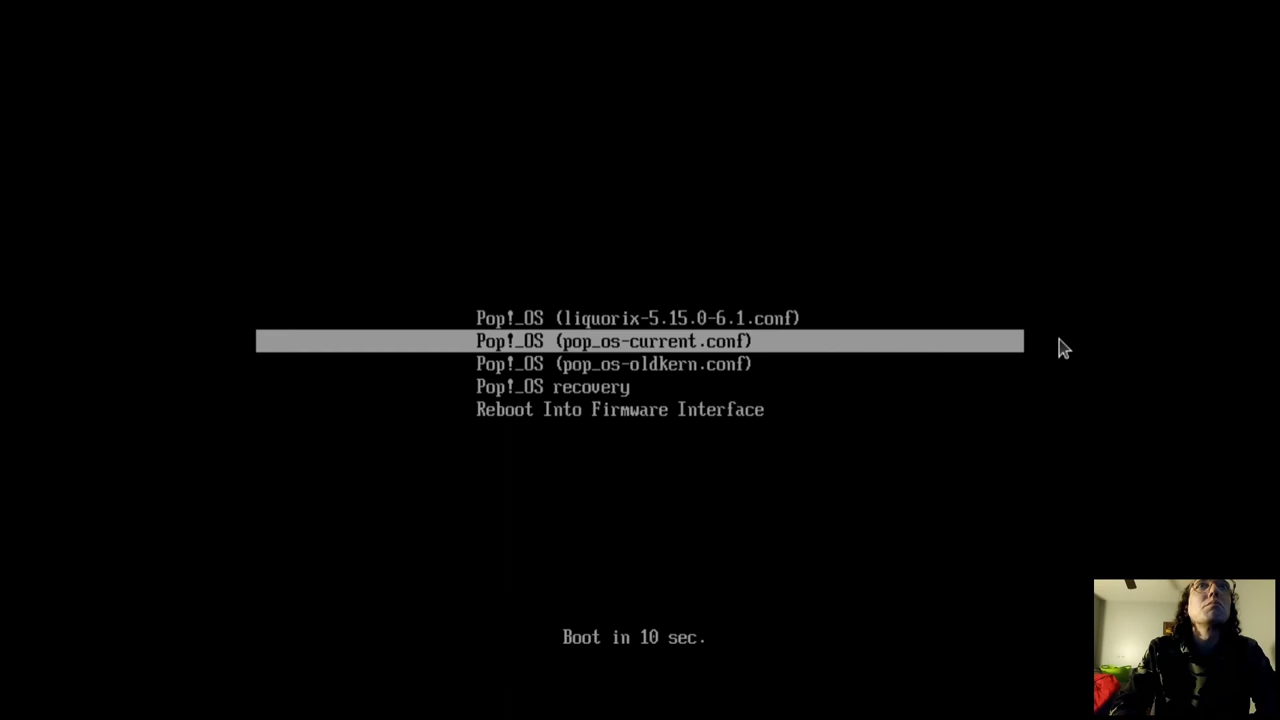 Pop!_OS (liquorix-5.15.0-6.1.conf)
Pop!_OS (pop_os-current.conf)
Pop!_OS (pop_os-oldkern.conf)
Pop!_OS recovery
Reboot Into Firmware Interface
Boot in 10 sec.